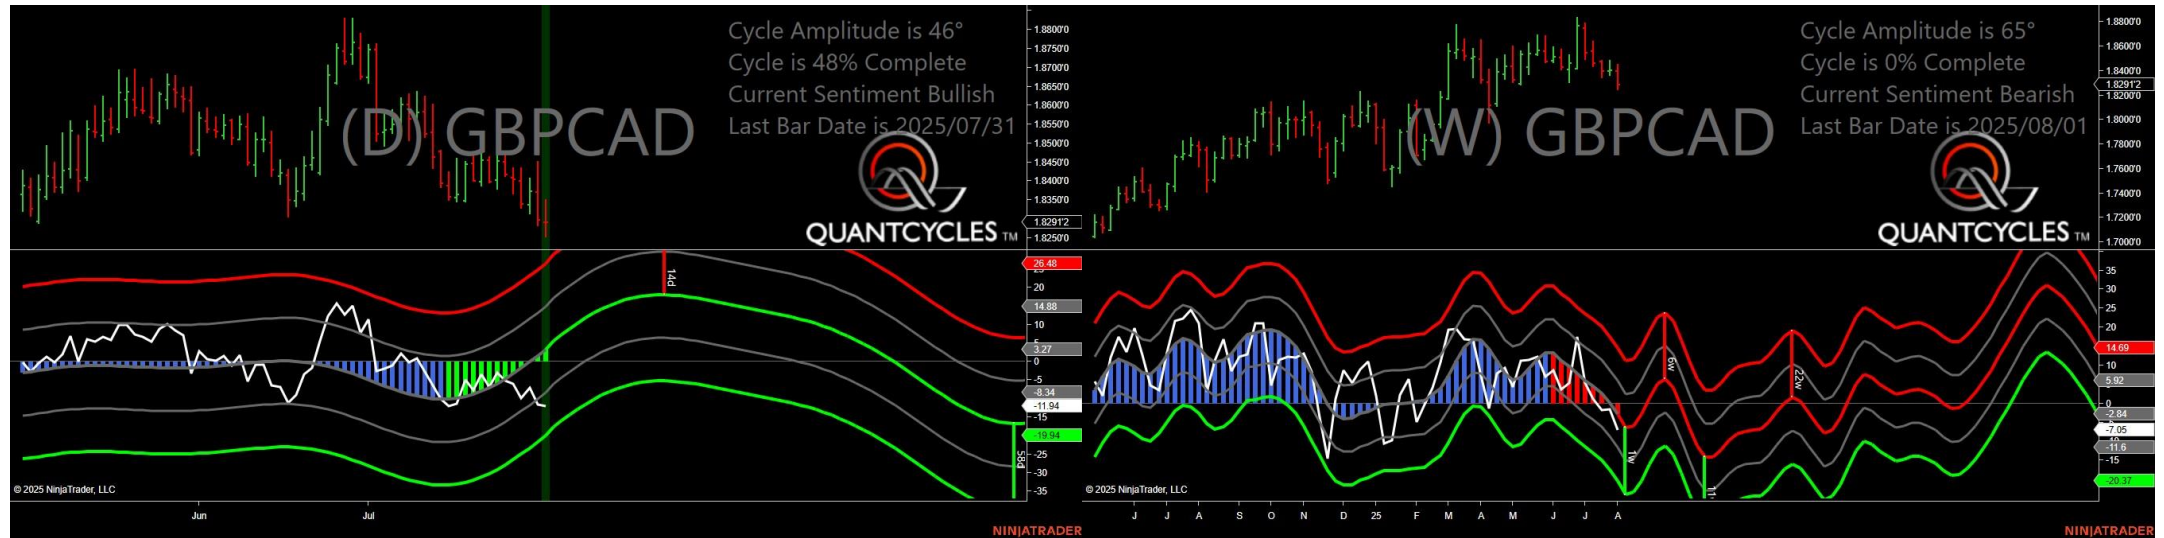 Cycle Amplitude is 46°
Cycle is 48% Complete
Current Sentiment Bullish
Last Bar Date is 2025/07/31
(D) GBPCAD
QUANTCYCLES TM
1.8800'0
1.8750'0
1.8700'0
1.8650'0
1.8600'0
1.8550'0
1.8500'0
1.8450'0
1.8400'0
1.8350'0
1.8291'2
1.8250'0
26.48
20
14.88
10
5
3.27
0
-5
-8.34
-11.94
-15
-19.94
-25
-30
-35
14d
58d
© 2025 NinjaTrader, LLC
Jun
Jul
NINJATRADER
Cycle Amplitude is 65°
Cycle is 0% Complete
Current Sentiment Bearish
Last Bar Date is 2025/08/01
(W) GBPCAD
QUANTCYCLES TM
1.8800'0
1.8600'0
1.8400'0
1.8291'2
1.8200'0
1.8000'0
1.7800'0
1.7600'0
1.7400'0
1.7200'0
1.7000'0
35
30
25
20
14.69
10
5.92
0
-2.84
-7.05
-11.6
-15
-20.37
6w
22w
1w
11
© 2025 NinjaTrader, LLC
J J A S O N D 25 F M A M J J A
NINJATRADER